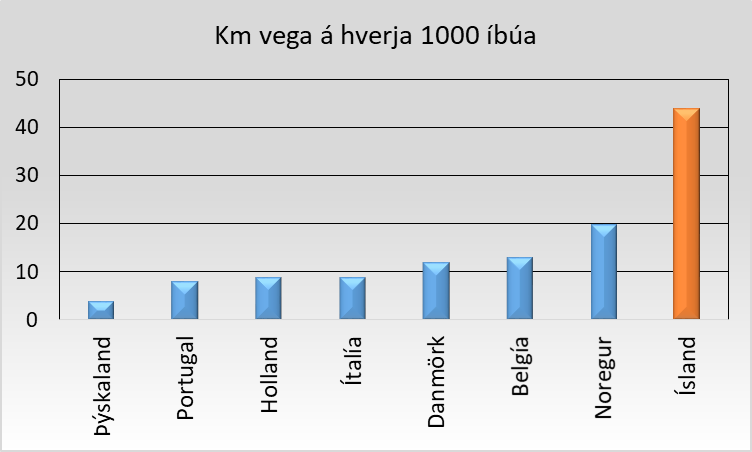 Km vega á hverja 1000 íbúa
50
40
30
20
10
0
Þýskaland
Portugal
Holland
Ítalía
Danmörk
Belgía
Noregur
Ísland